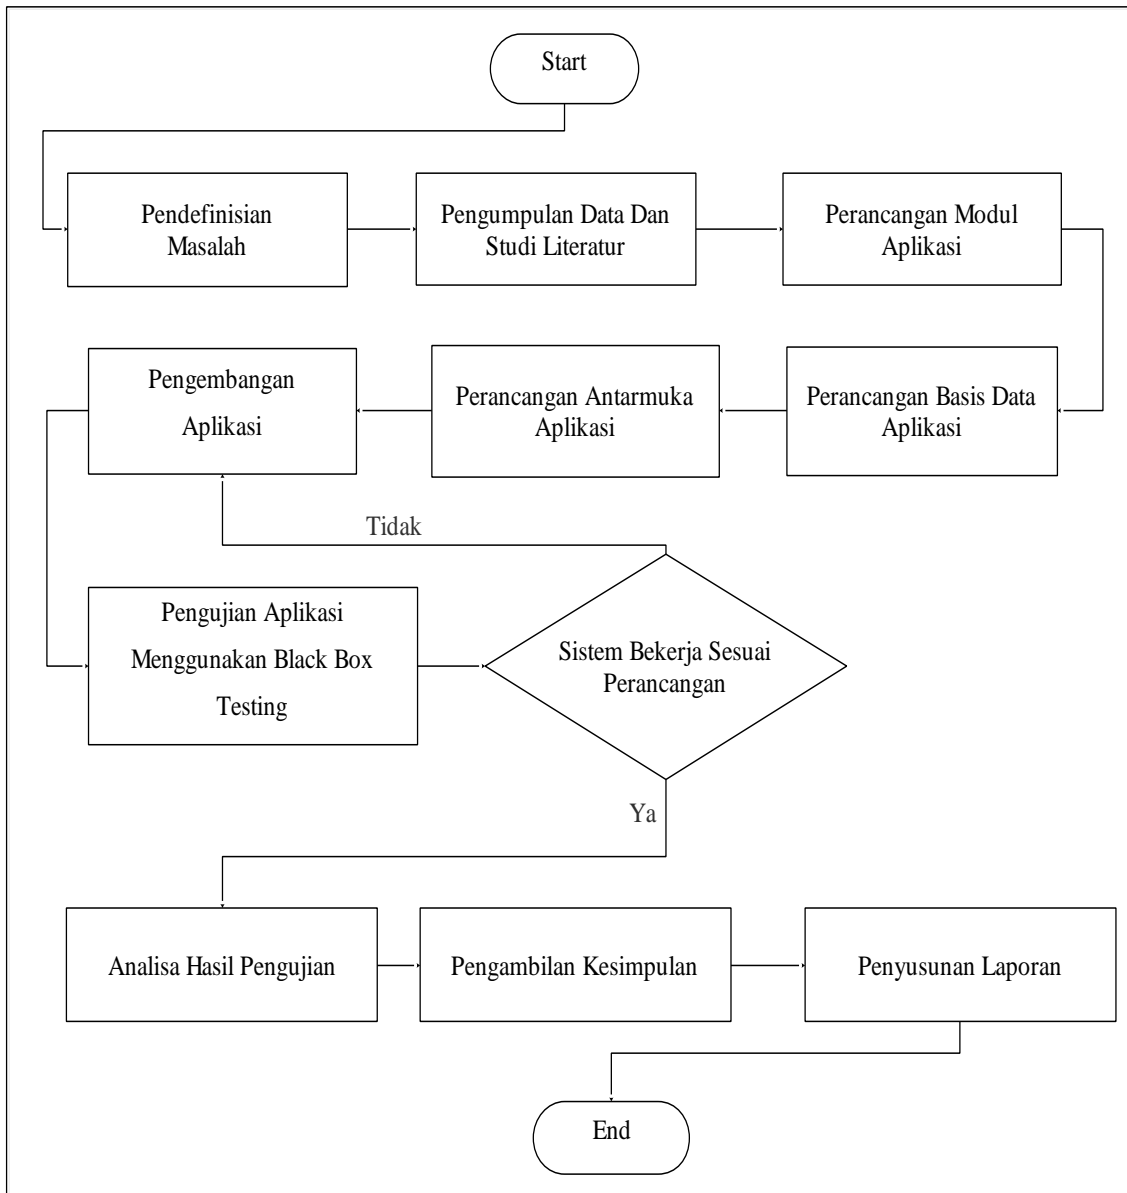 Start
Pendefinisian
Masalah
Pengumpulan Data Dan
Studi Literatur
Perancangan Modul
Aplikasi
Perancangan Basis Data
Aplikasi
Perancangan Antarmuka
Aplikasi
Pengembangan
Aplikasi
Tidak
Pengujian Aplikasi
Menggunakan Black Box
Testing
Sistem Bekerja Sesuai
Perancangan
Ya
Analisa Hasil Pengujian
Pengambilan Kesimpulan
Penyusunan Laporan
End